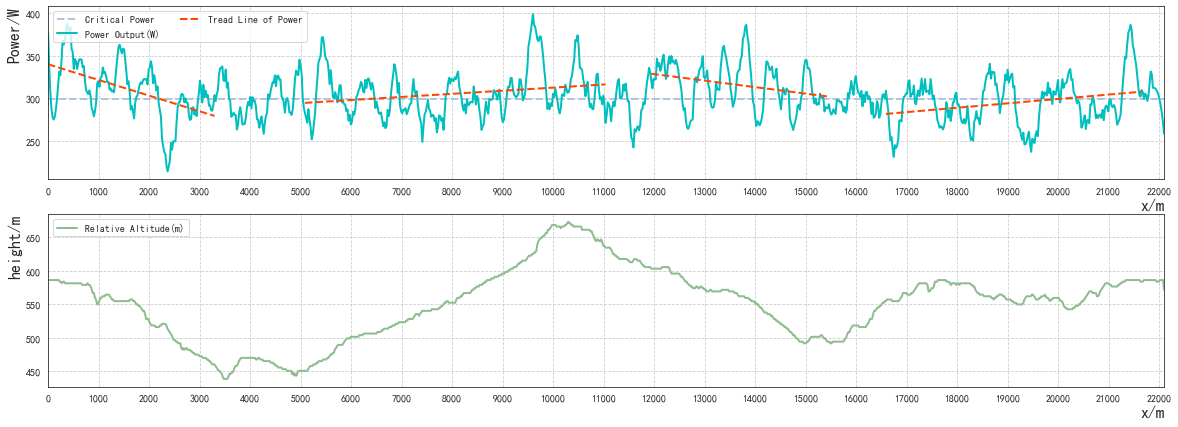 Power/W
400
350
300
250
Critical Power
Tread Line of Power
Power Output(W)
0 1000 2000 3000 4000 5000 6000 7000 8000 9000 10000 11000 12000 13000 14000 15000 16000 17000 18000 19000 20000 21000 22000
x/m
height/m
650
600
550
500
450
Relative Altitude(m)
0 1000 2000 3000 4000 5000 6000 7000 8000 9000 10000 11000 12000 13000 14000 15000 16000 17000 18000 19000 20000 21000 22000
x/m